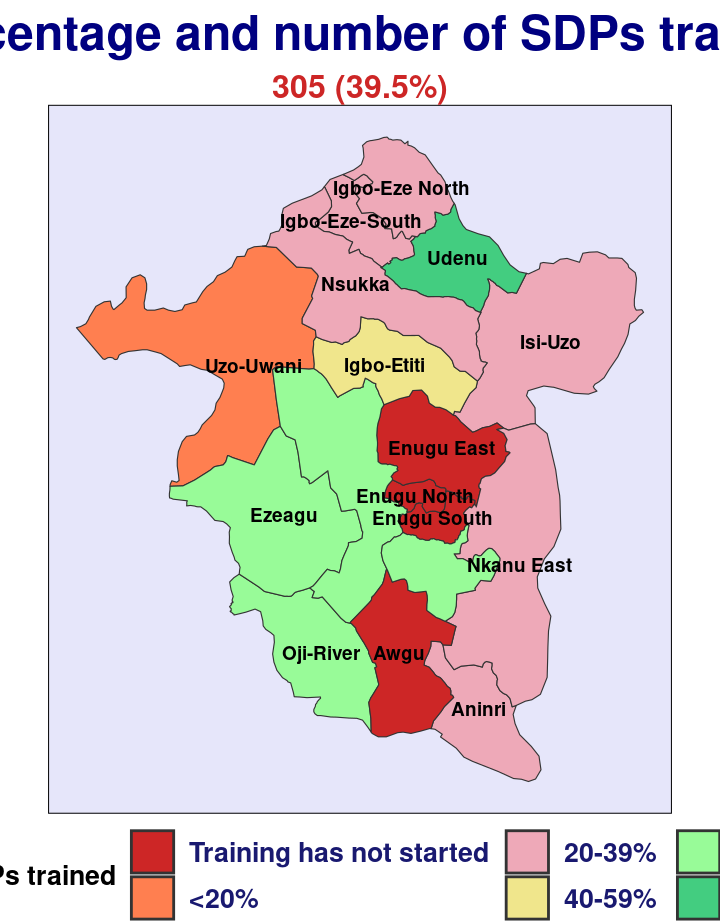 centage and number of SDPs tra
305 (39.5%)
Igbo-Eze North
Igbo-Eze-South
Udenu
Nsukka
Isi-Uzo
Uzo-Uwani
Igbo-Etiti
Enugu East
Enugu North
Ezeagu
Enugu South
Nkanu East
Oji-River
Awgu
Aninri
Training has not started
20-39%
Ps trained
<20%
40-59%